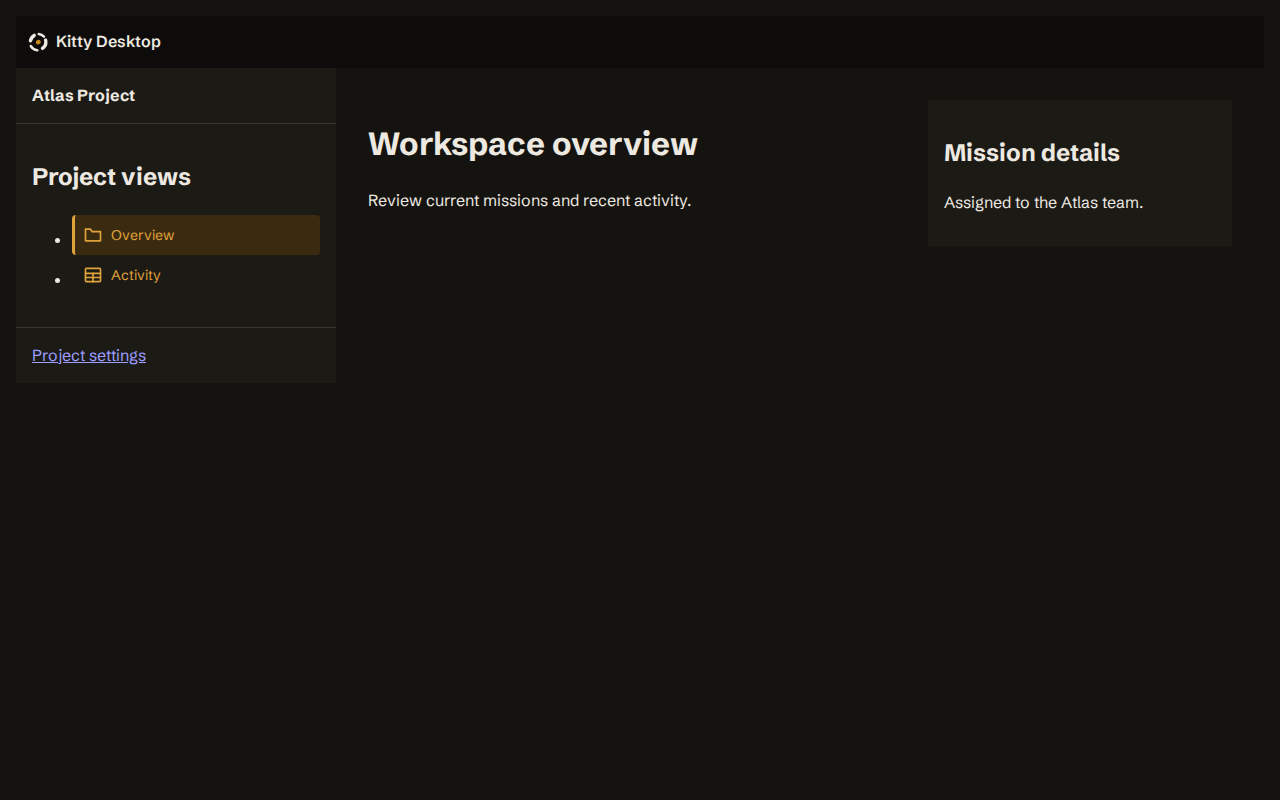 Kitty Desktop
Atlas Project
Project views
Overview
Activity
Project settings
Workspace overview
Review current missions and recent activity.
Mission details
Assigned to the Atlas team.